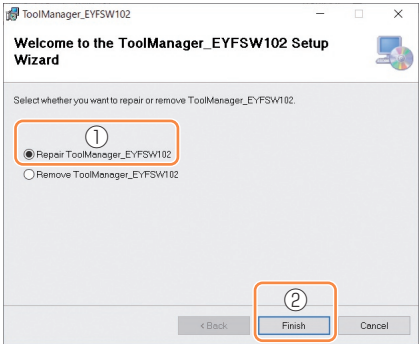 ToolManager_EYFSW102
Welcome to the ToolManager_EYFSW102 Setup
Wizard
Select whether you want to repair or remove ToolManager_EYFSW102.
①
Repair ToolManager_EYFSW102
Remove ToolManager_EYFSW102
②
< Back Finish Cancel